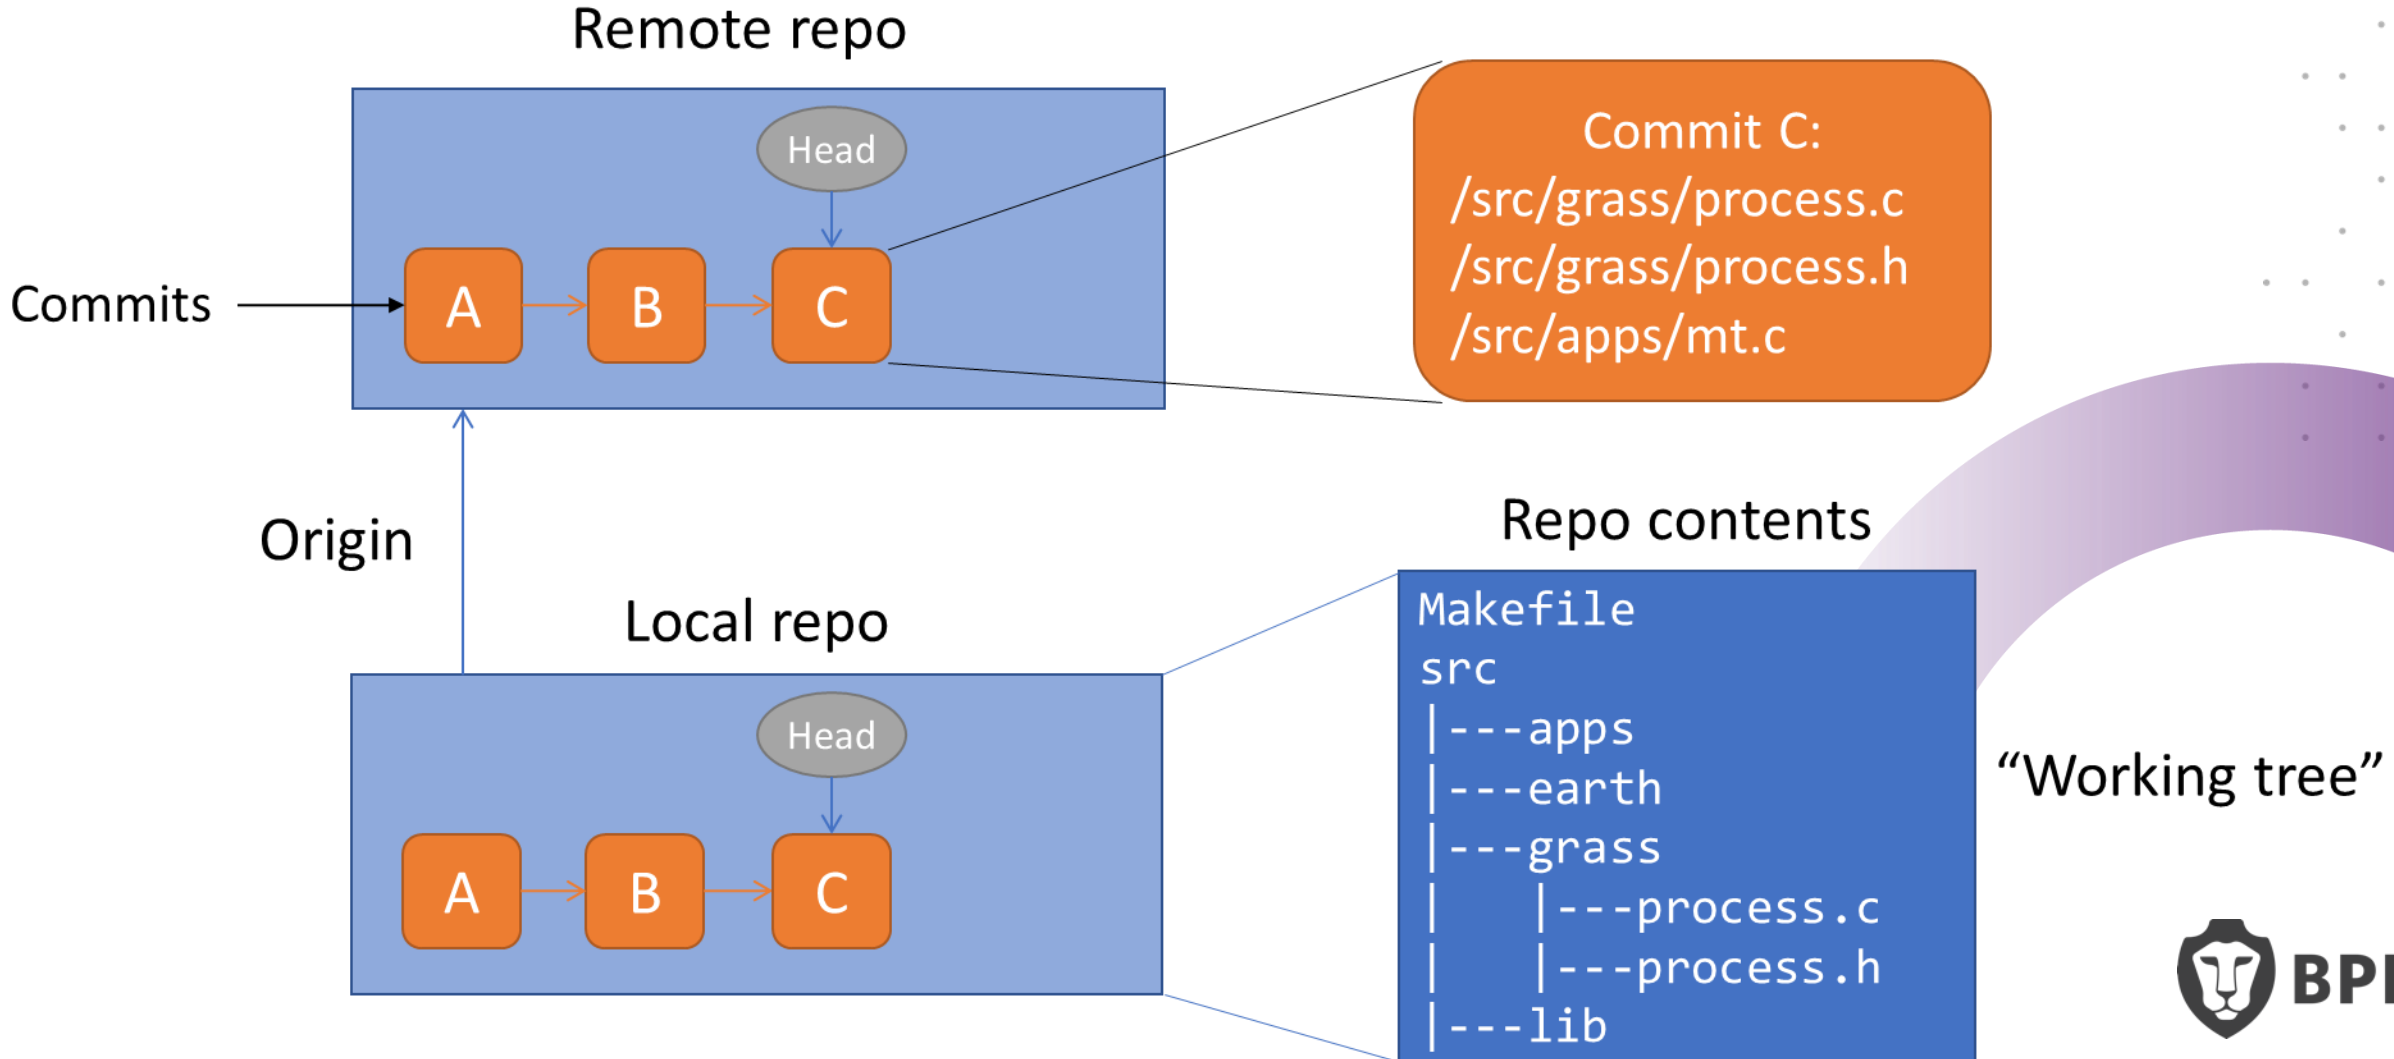 Remote repo
Head
Commits
A
B
C
Commit C:
/src/grass/process.c
/src/grass/process.h
/src/apps/mt.c
Origin
Local repo
Head
A
B
C
Repo contents
Makefile
src
|---apps
|---earth
|---grass
|   |---process.c
|   |---process.h
|---lib
“Working tree”